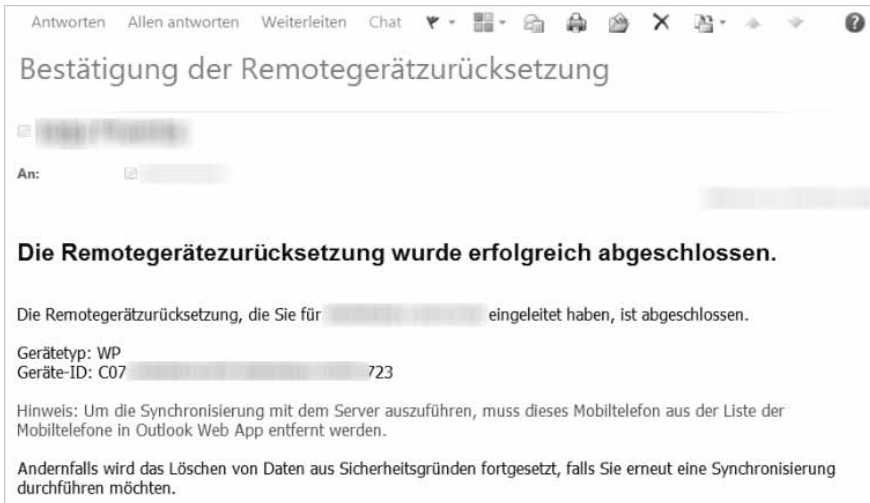 Antworten Allen antworten Weiterleiten Chat
Bestätigung der Remotegerätzurücksetzung
An:
Die Remotegerätezurücksetzung wurde erfolgreich abgeschlossen.
Die Remotegerätzurücksetzung, die Sie für eingeleitet haben, ist abgeschlossen.
Gerätetyp: WP
Geräte-ID: C07 723
Hinweis: Um die Synchronisierung mit dem Server auszuführen, muss dieses Mobiltelefon aus der Liste der
Mobiltelefone in Outlook Web App entfernt werden.
Andernfalls wird das Löschen von Daten aus Sicherheitsgründen fortgesetzt, falls Sie erneut eine Synchronisierung
durchführen möchten.